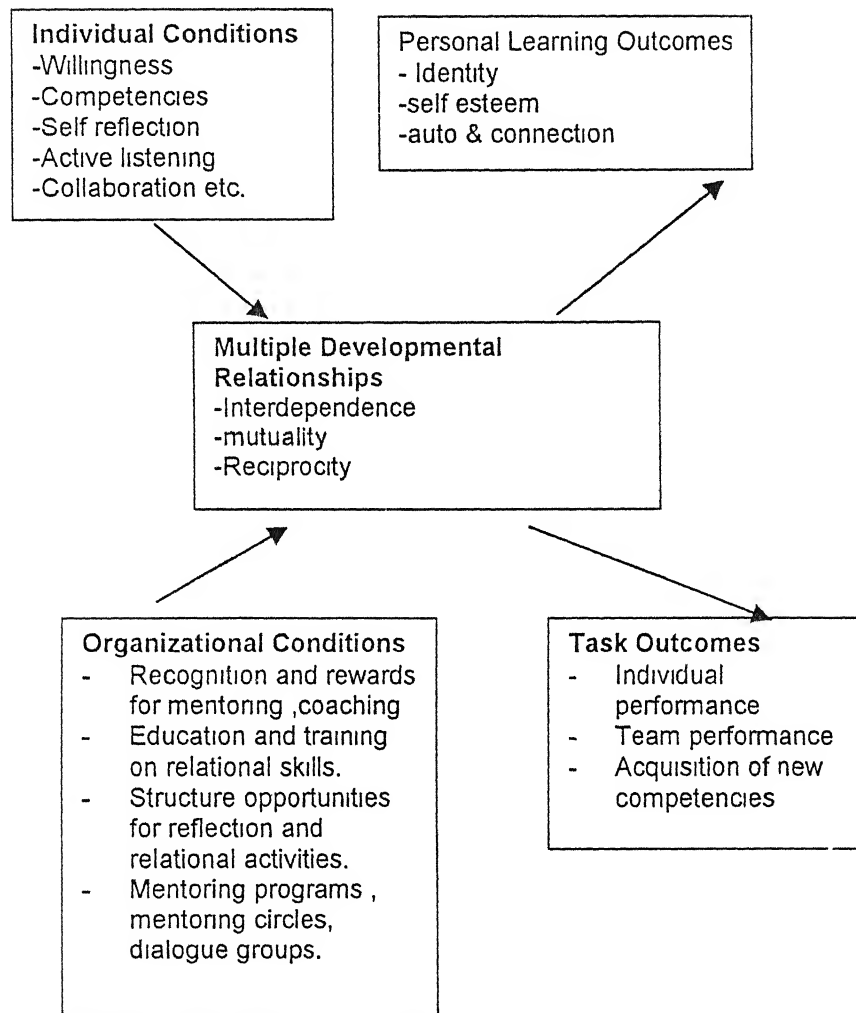 Individual Conditions
-Willingness
-Competencies
-Self reflection
-Active listening
-Collaboration etc.
Personal Learning Outcomes
- Identity
-self esteem
-auto & connection
Multiple Developmental
Relationships
-Interdependence
-mutuality
-Reciprocity
Organizational Conditions
- Recognition and rewards
for mentoring ,coaching
- Education and training
on relational skills.
- Structure opportunities
for reflection and
relational activities.
- Mentoring programs ,
mentoring circles,
dialogue groups.
Task Outcomes
- Individual
performance
- Team performance
- Acquisition of new
competencies